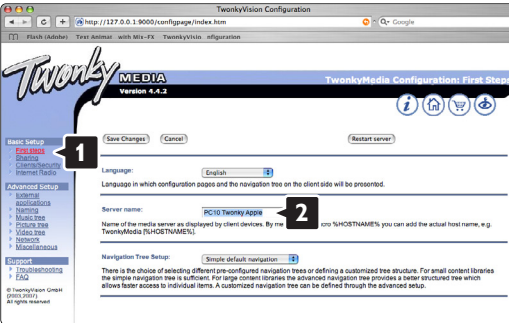 TwonkyVision Configuration
http://127.0.0.1:9000/configpage/index.htm
Q- Google
Flash (Adobe) Text Animat with Mix-FX TwonkyVisin nfiguration
Twonky
MEDIA
Version 4.4.2
TwonkyMedia Configuration: First Steps
Save Changes Cancel Restart server
Basic Setup
First steps
Sharing
Clients/Security
Internet Radio
1
Advanced Setup
External
applications
Naming
Music tree
Picture tree
Video tree
Network
Miscellaneous
Support
Troubleshooting
FAQ
© TwonkyVision GmbH
(2003,2007).
All rights reserved
Language: English
Language in which configuration pages and the navigation tree on the client side will be presented.
Server name: PC10 Twonky Apple
2
Name of the media server as displayed by client devices. By me cro %HOSTNAME% you can add the actual host name, e.g.
TwonkyMedia [%HOSTNAME%].
Navigation Tree Setup: Simple default navigation
There is the choice of selecting different pre-configured navigation trees or defining a customized tree structure. For small content libraries
the simple navigation tree is sufficient. For large content libraries the advanced navigation tree provides a better structured tree which
allows faster access to individual items. A customized navigation tree can be defined through the advanced setup.